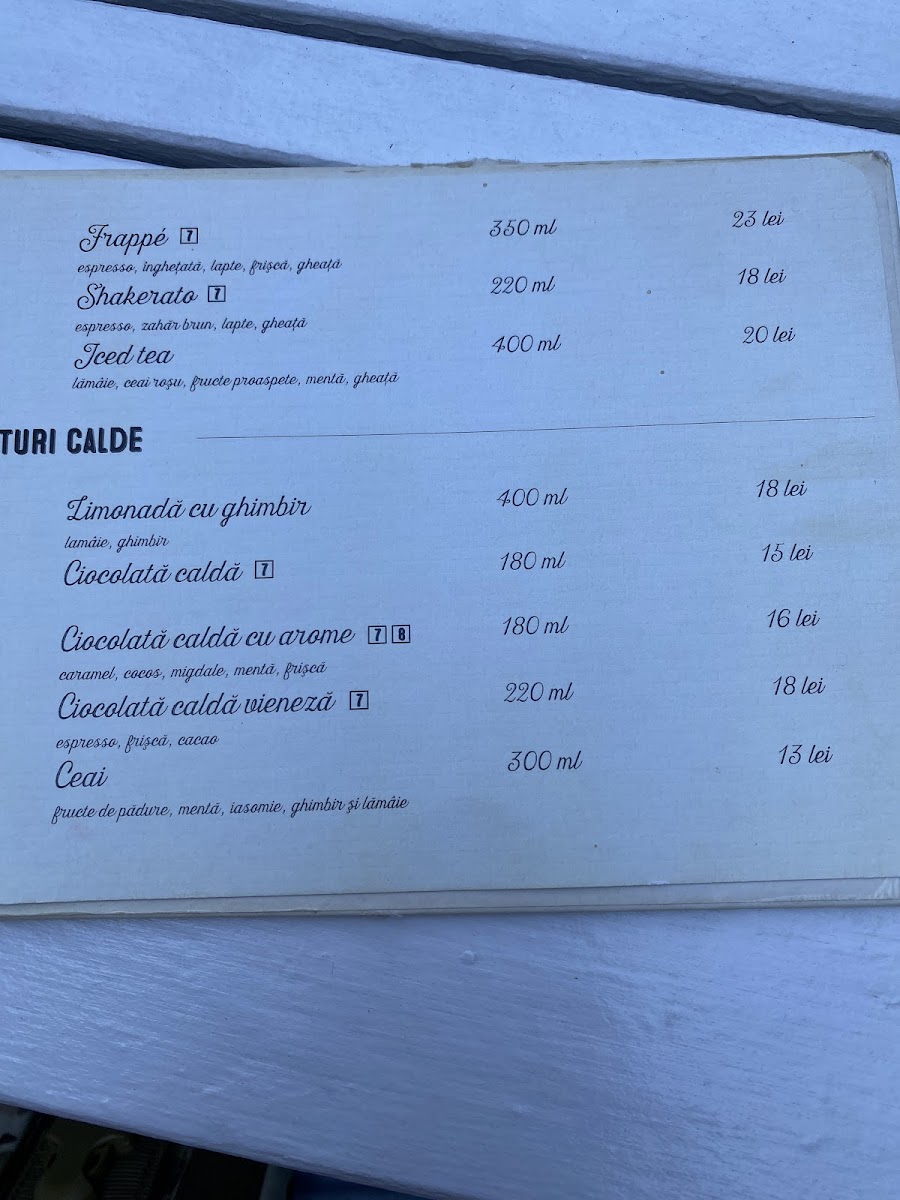 Frappé 7 350 ml 23 lei
espresso, înghețată, lapte, frișcă, gheață
Shakerato 7 220 ml 18 lei
espresso, zahăr brun, lapte, gheață
Iced tea 400 ml 20 lei
lămâie, ceai roșu, fructe proaspete, mentă, gheață
TURI CALDE
Limonadă cu ghimbir 400 ml 18 lei
lamâie, ghimbir
Ciocolată caldă 7 180 ml 15 lei
Ciocolată caldă cu arome 7 8 180 ml 16 lei
caramel, cocos, migdale, mentă, frișcă
Ciocolată caldă vieneză 7 220 ml 18 lei
espresso, frișcă, cacao
Ceai 300 ml 13 lei
fructe de pădure, mentă, iasomie, ghimbir și lămâie